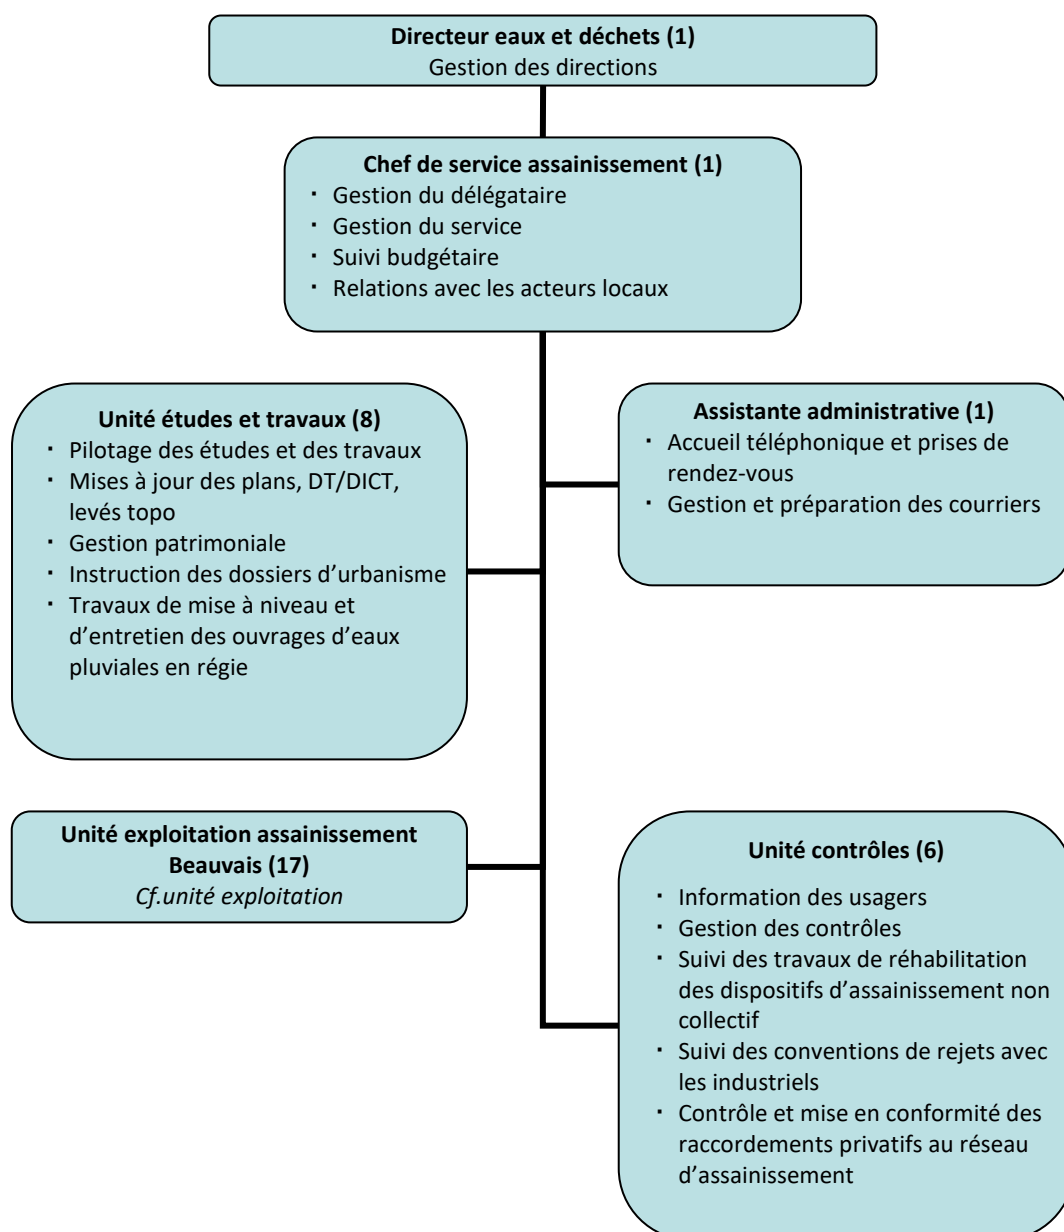 Directeur eaux et déchets (1)
Gestion des directions
Chef de service assainissement (1)
· Gestion du délégataire
· Gestion du service
· Suivi budgétaire
· Relations avec les acteurs locaux
Unité études et travaux (8)
· Pilotage des études et des travaux
· Mises à jour des plans, DT/DICT,
levés topo
· Gestion patrimoniale
· Instruction des dossiers d’urbanisme
· Travaux de mise à niveau et
d’entretien des ouvrages d’eaux
pluviales en régie
Assistante administrative (1)
· Accueil téléphonique et prises de
rendez-vous
· Gestion et préparation des courriers
Unité exploitation assainissement
Beauvais (17)
Cf.unité exploitation
Unité contrôles (6)
· Information des usagers
· Gestion des contrôles
· Suivi des travaux de réhabilitation
des dispositifs d’assainissement non
collectif
· Suivi des conventions de rejets avec
les industriels
· Contrôle et mise en conformité des
raccordements privatifs au réseau
d’assainissement